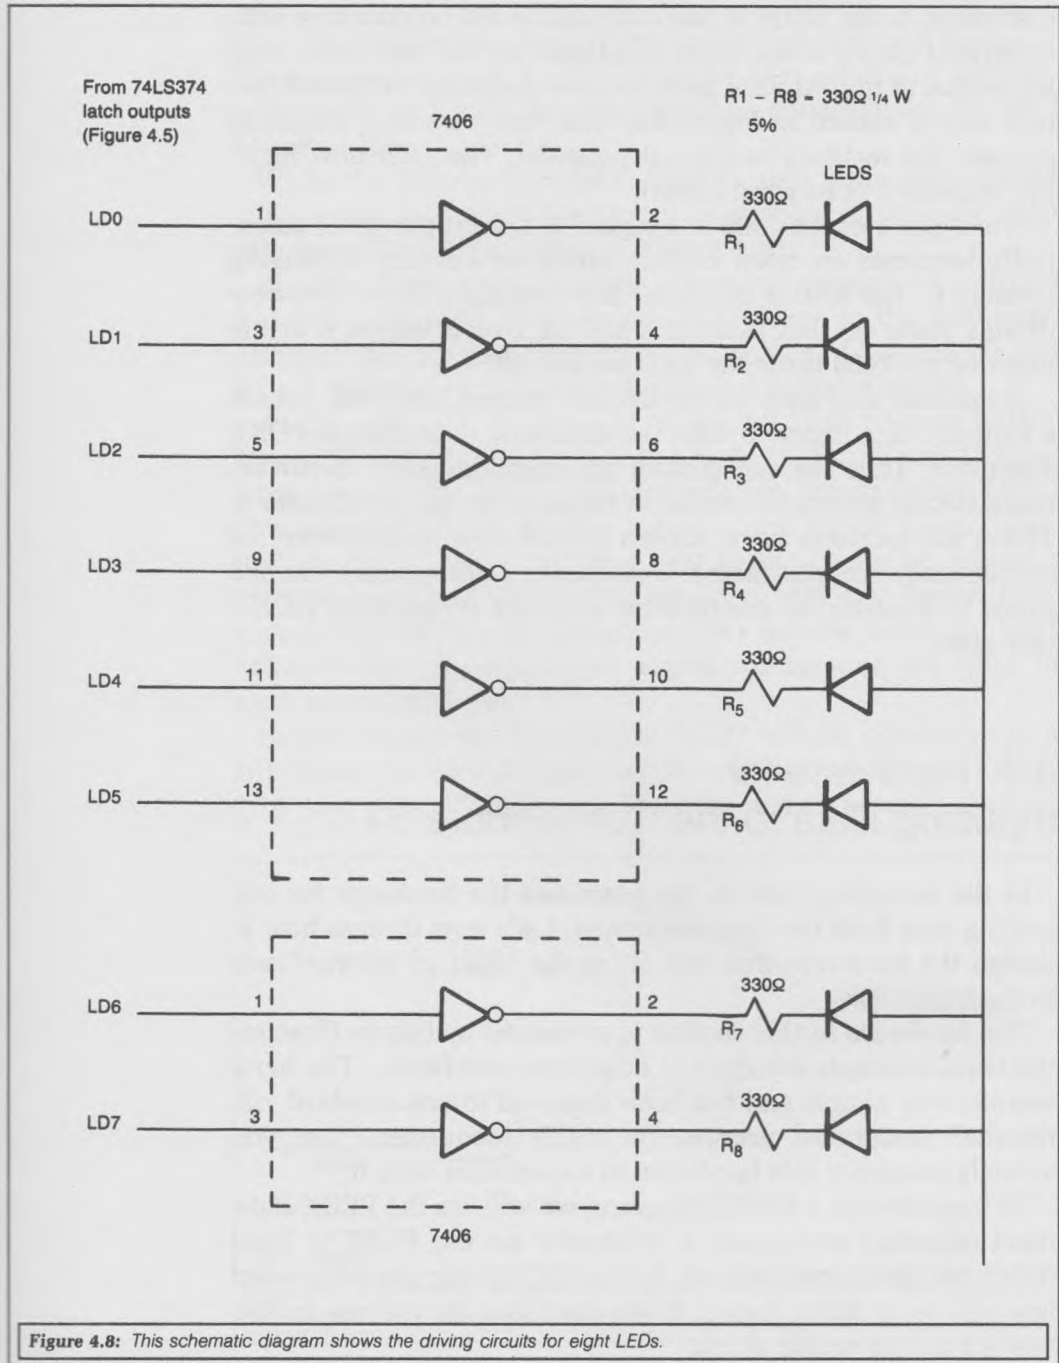 From 74LS374
latch outputs
(Figure 4.5)
7406
R1 – R8 = 330Ω 1/4 W
5%
LEDS
LD0
1
2
330Ω
R1
LD1
3
4
330Ω
R2
LD2
5
6
330Ω
R3
LD3
9
8
330Ω
R4
LD4
11
10
330Ω
R5
LD5
13
12
330Ω
R6
LD6
1
2
330Ω
R7
LD7
3
4
330Ω
R8
7406
Figure 4.8: This schematic diagram shows the driving circuits for eight LEDs.